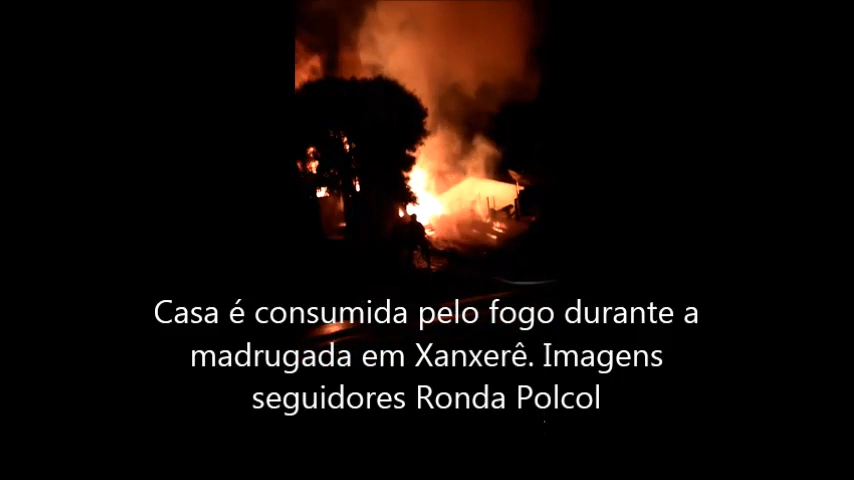 Casa é consumida pelo fogo durante a
madrugada em Xanxerê. Imagens
seguidores Ronda Polcol